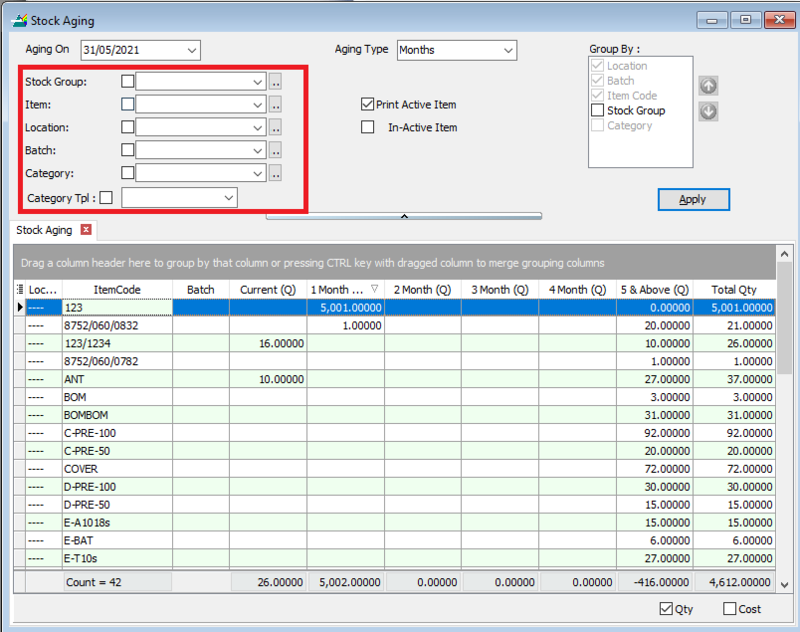 Stock Aging
Aging On 31/05/2021 Aging Type Months Group By :
Stock Group: .. Location
Item: .. Print Active Item Batch
Location: .. In-Active Item Item Code
Batch: .. Stock Group
Category: .. Category
Category Tpl :
Apply
Stock Aging
Drag a column header here to group by that column or pressing CTRL key with dragged column to merge grouping columns
Loc... ItemCode Batch Current (Q) 1 Month ... 2 Month (Q) 3 Month (Q) 4 Month (Q) 5 & Above (Q) Total Qty
---- 123 5,001.00000 0.00000 5,001.00000
---- 8752/060/0832 1.00000 20.00000 21.00000
---- 123/1234 16.00000 10.00000 26.00000
---- 8752/060/0782 1.00000 1.00000
---- ANT 10.00000 27.00000 37.00000
---- BOM 3.00000 3.00000
---- BOMBOM 31.00000 31.00000
---- C-PRE-100 92.00000 92.00000
---- C-PRE-50 20.00000 20.00000
---- COVER 72.00000 72.00000
---- D-PRE-100 30.00000 30.00000
---- D-PRE-50 15.00000 15.00000
---- E-A1018s 15.00000 15.00000
---- E-BAT 6.00000 6.00000
---- E-T10s 27.00000 27.00000
Count = 42 26.00000 5,002.00000 0.00000 0.00000 0.00000 -416.00000 4,612.00000
Qty Cost